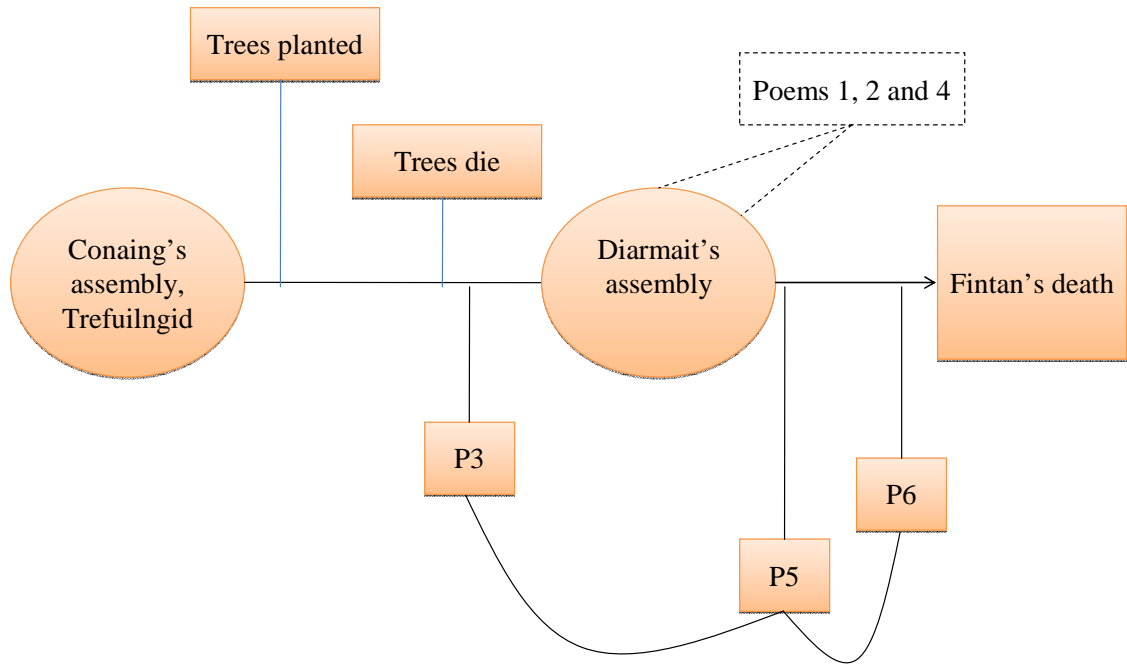 Trees planted
Poems 1, 2 and 4
Trees die
Conaing’s
assembly,
Trefuilngid
Diarmait’s
assembly
Fintan’s death
P3
P6
P5